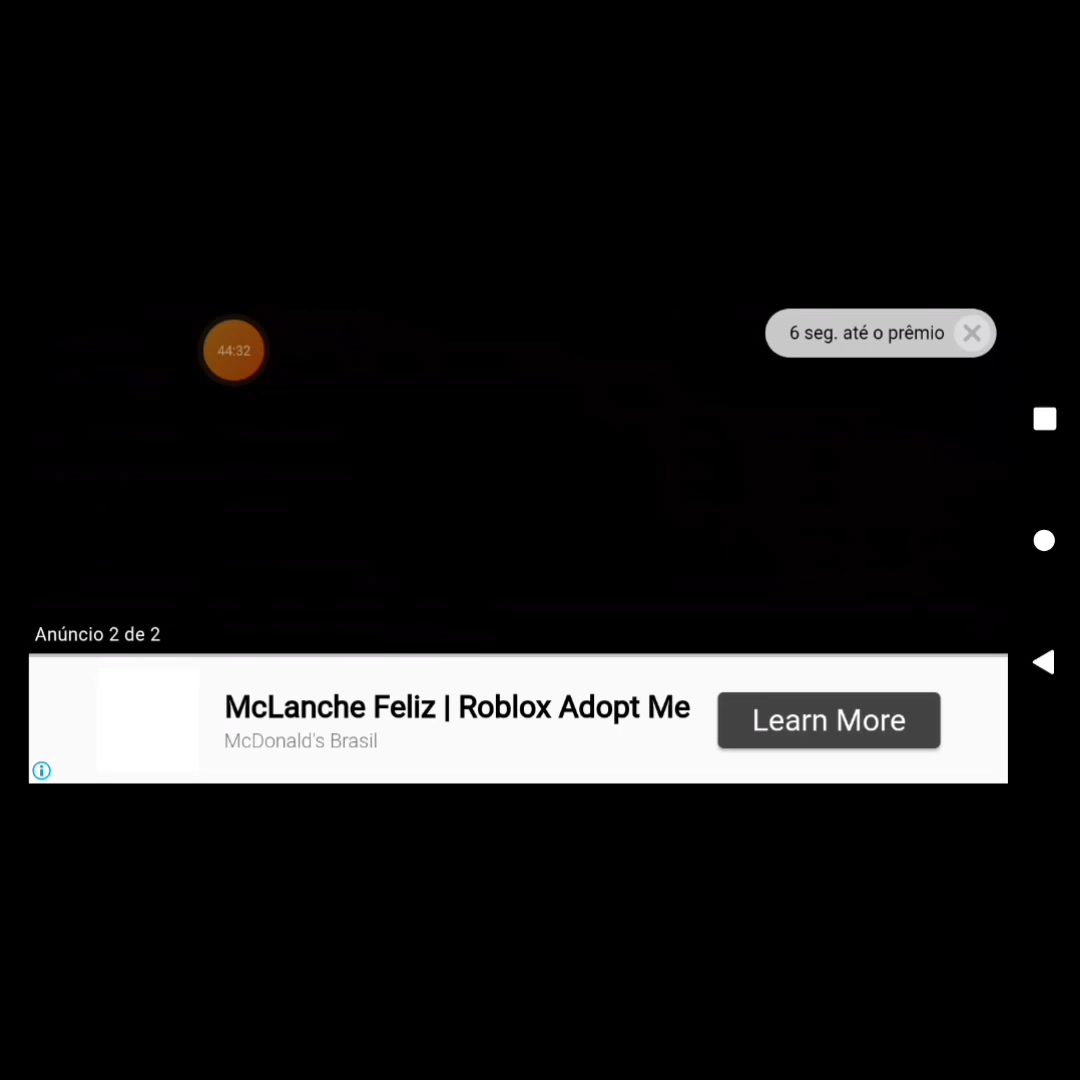 6 seg. até o prêmio
44:32
Anúncio 2 de 2
McLanche Feliz | Roblox Adopt Me
McDonald's Brasil
Learn More